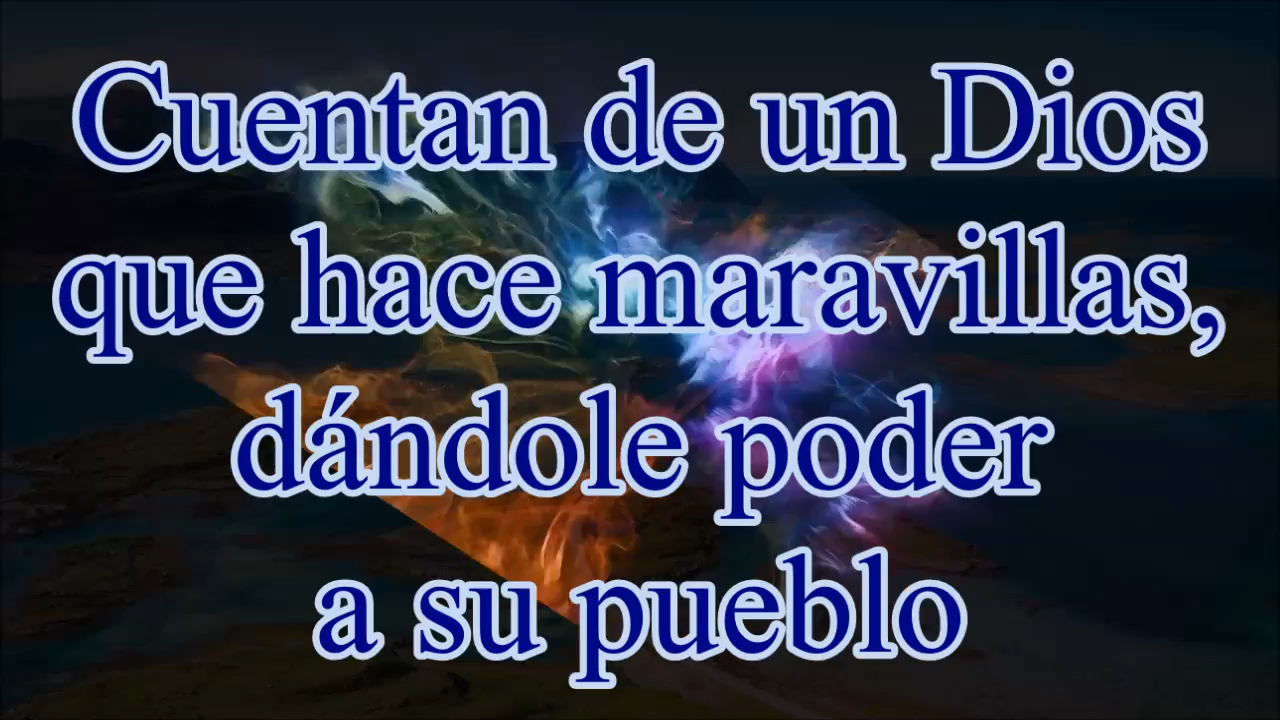 Cuentan de un Dios
que hace maravillas,
dándole poder
a su pueblo